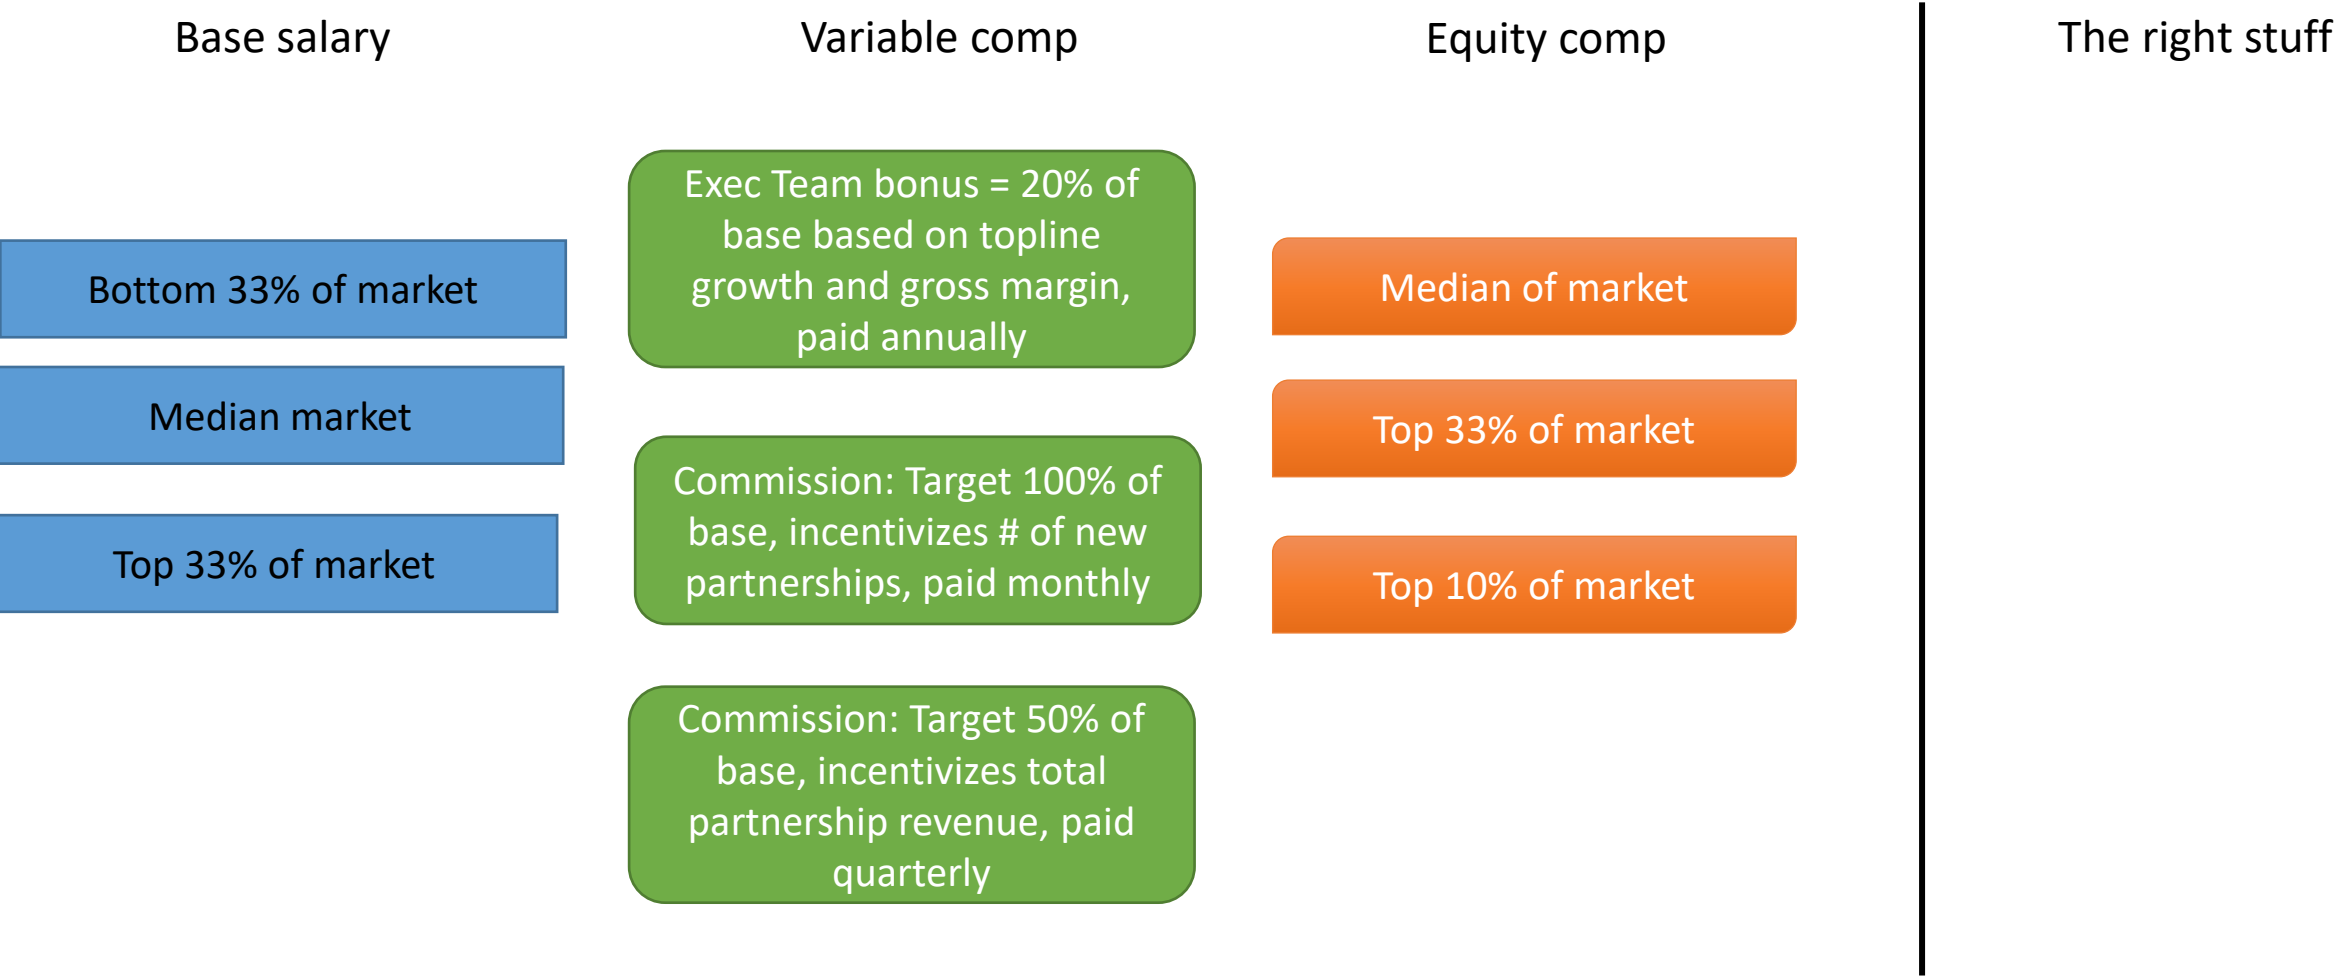 Base salary
Variable comp
Equity comp
The right stuff
Bottom 33% of market
Median market
Top 33% of market
Exec Team bonus = 20% of
base based on topline
growth and gross margin,
paid annually
Commission: Target 100% of
base, incentivizes # of new
partnerships, paid monthly
Commission: Target 50% of
base, incentivizes total
partnership revenue, paid
quarterly
Median of market
Top 33% of market
Top 10% of market